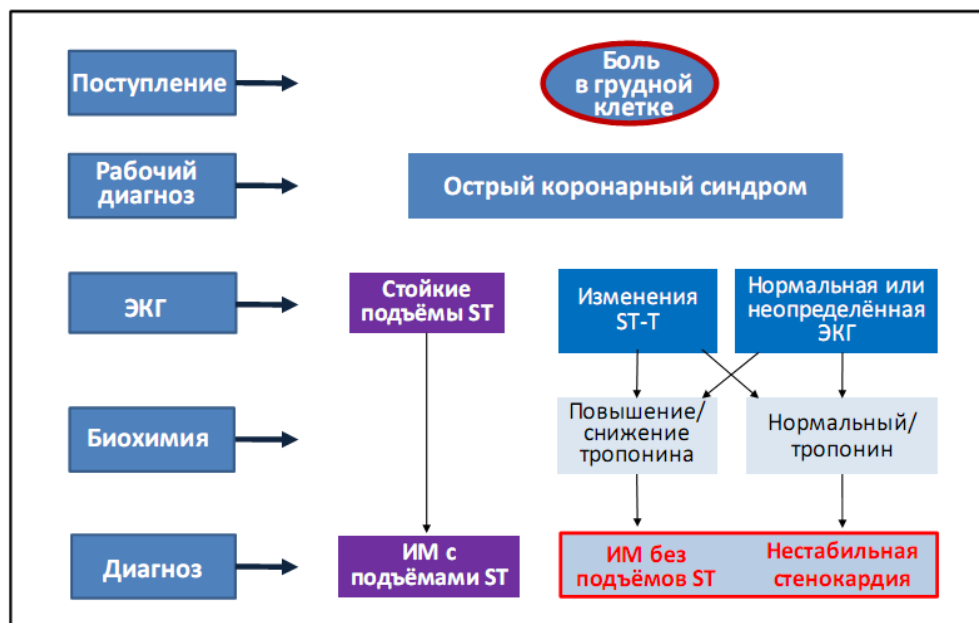 Поступление
Боль
в грудной
клетке
Рабочий
диагноз
Острый коронарный синдром
ЭКГ
Стойкие
подъёмы ST
Изменения
ST-T
Нормальная или
неопределённая
ЭКГ
Биохимия
Повышение/
снижение
тропонина
Нормальный/
тропонин
Диагноз
ИМ с
подъёмами ST
ИМ без
подъёмов ST
Нестабильная
стенокардия